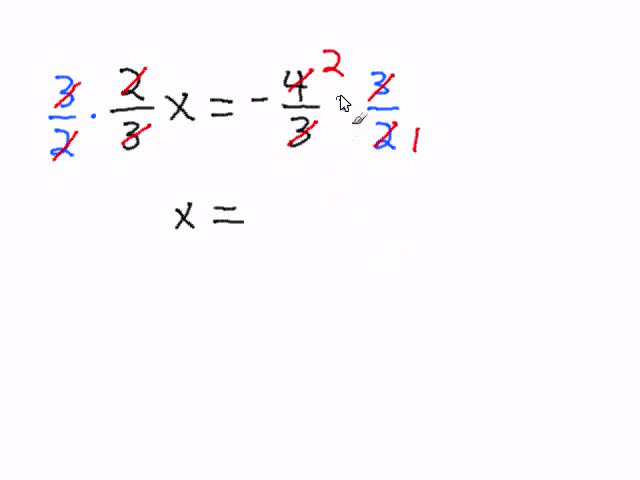 3/2 · 2/3 x = - 4/3 2 · 3/2 1
x =